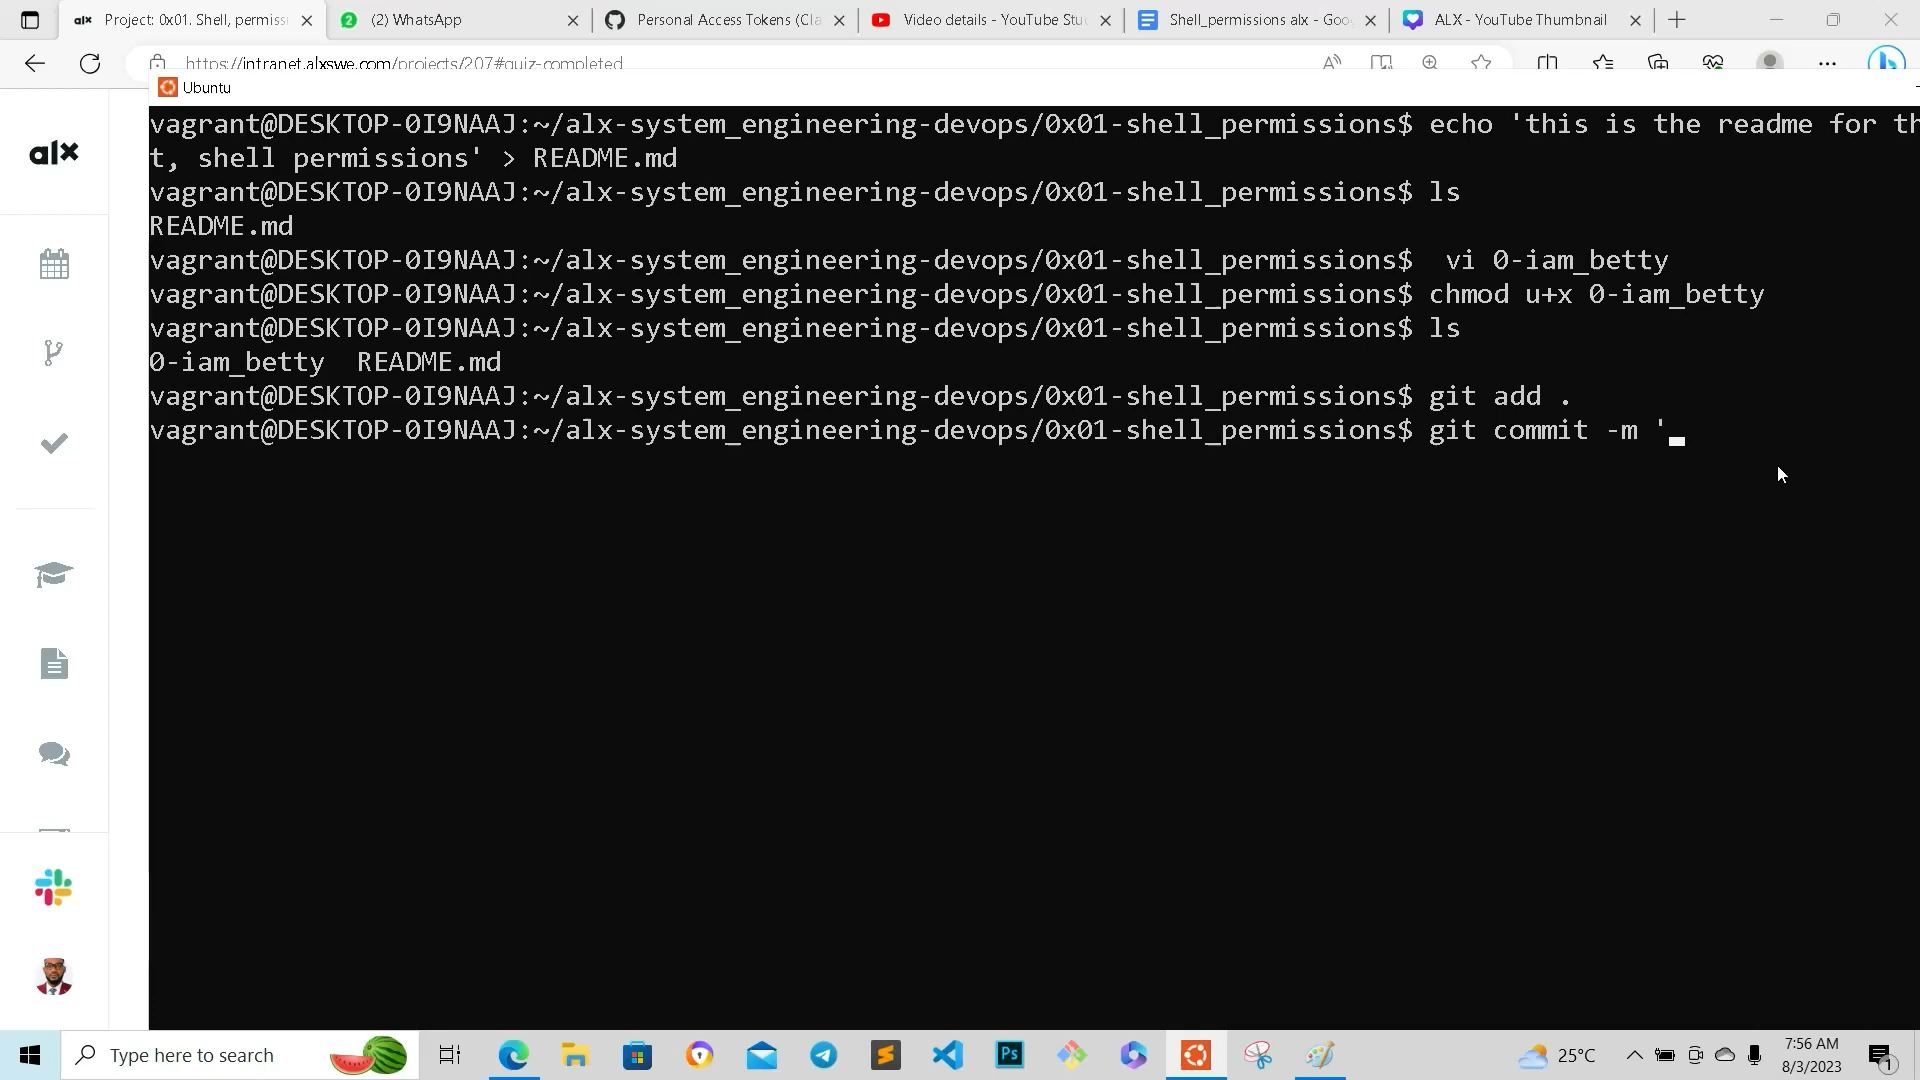 alx Project: 0x01. Shell, permiss
2 (2) WhatsApp
Personal Access Tokens (Cla
Video details - YouTube Stu
Shell_permissions alx - Goo
ALX - YouTube Thumbnail
https://intranet.alxswe.com/projects/207#quiz-completed
Ubuntu
alx
vagrant@DESKTOP-0I9NAAJ:~/alx-system_engineering-devops/0x01-shell_permissions$ echo 'this is the readme for th
t, shell permissions' > README.md
vagrant@DESKTOP-0I9NAAJ:~/alx-system_engineering-devops/0x01-shell_permissions$ ls
README.md
vagrant@DESKTOP-0I9NAAJ:~/alx-system_engineering-devops/0x01-shell_permissions$  vi 0-iam_betty
vagrant@DESKTOP-0I9NAAJ:~/alx-system_engineering-devops/0x01-shell_permissions$ chmod u+x 0-iam_betty
vagrant@DESKTOP-0I9NAAJ:~/alx-system_engineering-devops/0x01-shell_permissions$ ls
0-iam_betty  README.md
vagrant@DESKTOP-0I9NAAJ:~/alx-system_engineering-devops/0x01-shell_permissions$ git add .
vagrant@DESKTOP-0I9NAAJ:~/alx-system_engineering-devops/0x01-shell_permissions$ git commit -m '
Type here to search
Ps
25°C
7:56 AM
8/3/2023
1